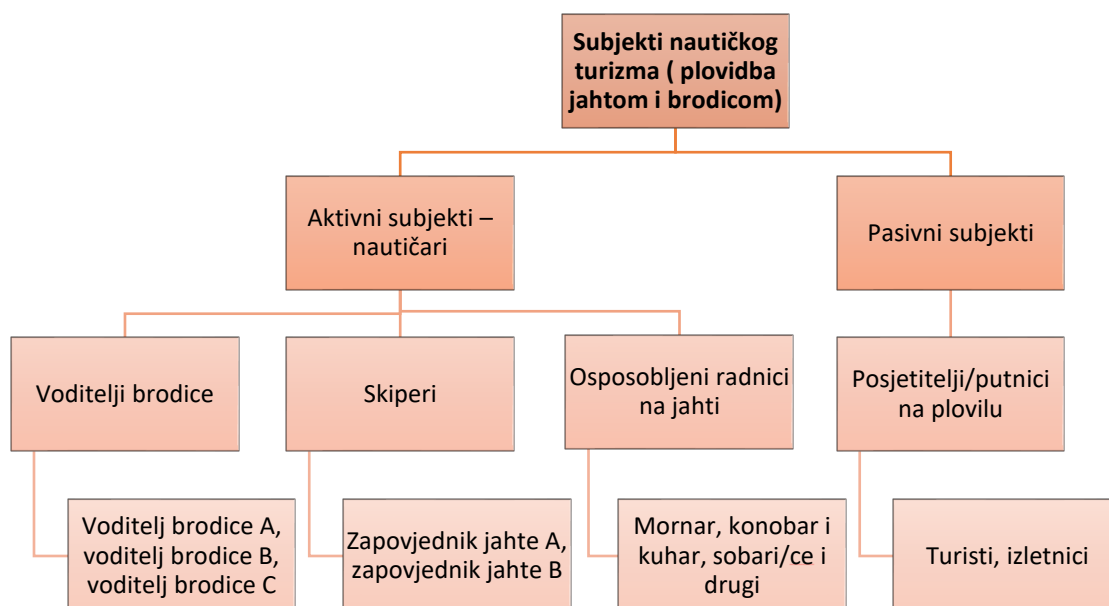 Subjekti nautičkog
turizma ( plovidba
jahtom i brodicom)
Aktivni subjekti –
nautičari
Pasivni subjekti
Voditelji brodice
Skiperi
Osposobljeni radnici
na jahti
Posjetitelji/putnici
na plovilu
Voditelj brodice A,
voditelj brodice B,
voditelj brodice C
Zapovjednik jahte A,
zapovjednik jahte B
Mornar, konobar i
kuhar, sobari/ce i
drugi
Turisti, izletnici